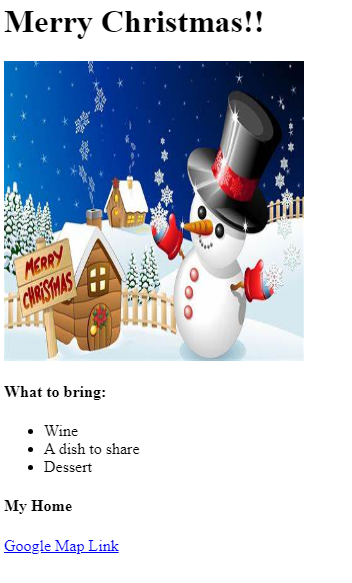 Merry Christmas!!
MERRY
CHRISTMAS
What to bring:
Wine
A dish to share
Dessert
My Home
Google Map Link